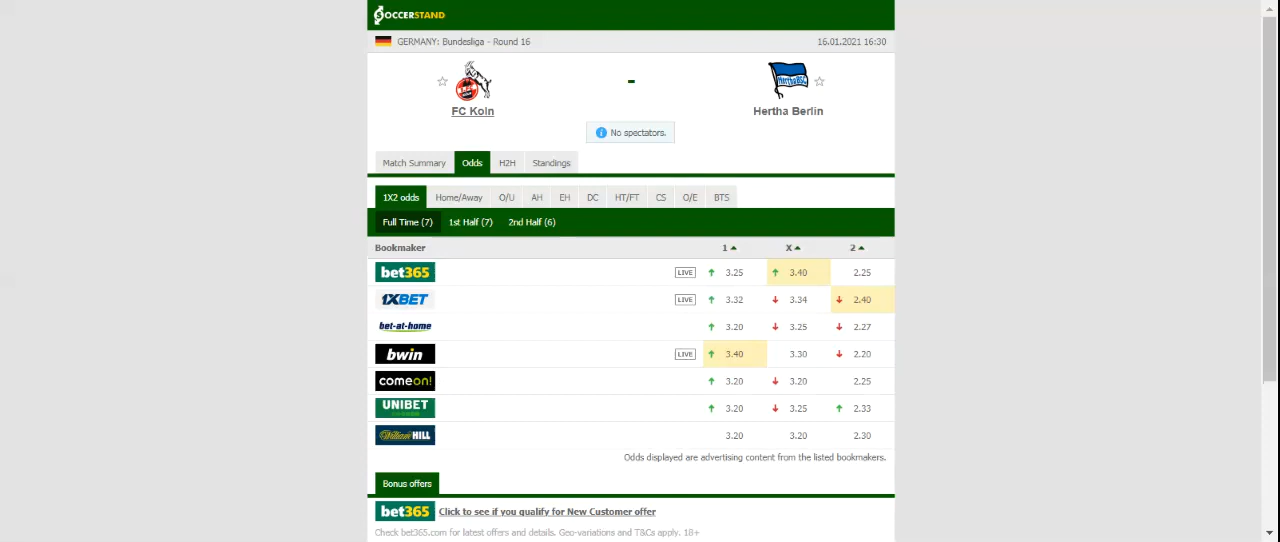 SOCCERSTAND
GERMANY: Bundesliga - Round 16 16.01.2021 16:30
-
FC Koln Hertha Berlin
No spectators.
Match Summary Odds H2H Standings
1X2 odds Home/Away O/U AH EH DC HT/FT CS O/E BTS
Full Time (7) 1st Half (7) 2nd Half (6)
Bookmaker 1 X 2
bet365 LIVE 3.25 3.40 2.25
1XBET LIVE 3.32 3.34 2.40
bet-at-home 3.20 3.25 2.27
bwin LIVE 3.40 3.30 2.20
comeon! 3.20 3.20 2.25
UNIBET 3.20 3.25 2.33
William HILL 3.20 3.20 2.30
Odds displayed are advertising content from the listed bookmakers.
Bonus offers
bet365 Click to see if you qualify for New Customer offer
Check bet365.com for latest offers and details. Geo-variations and T&Cs apply. 18+